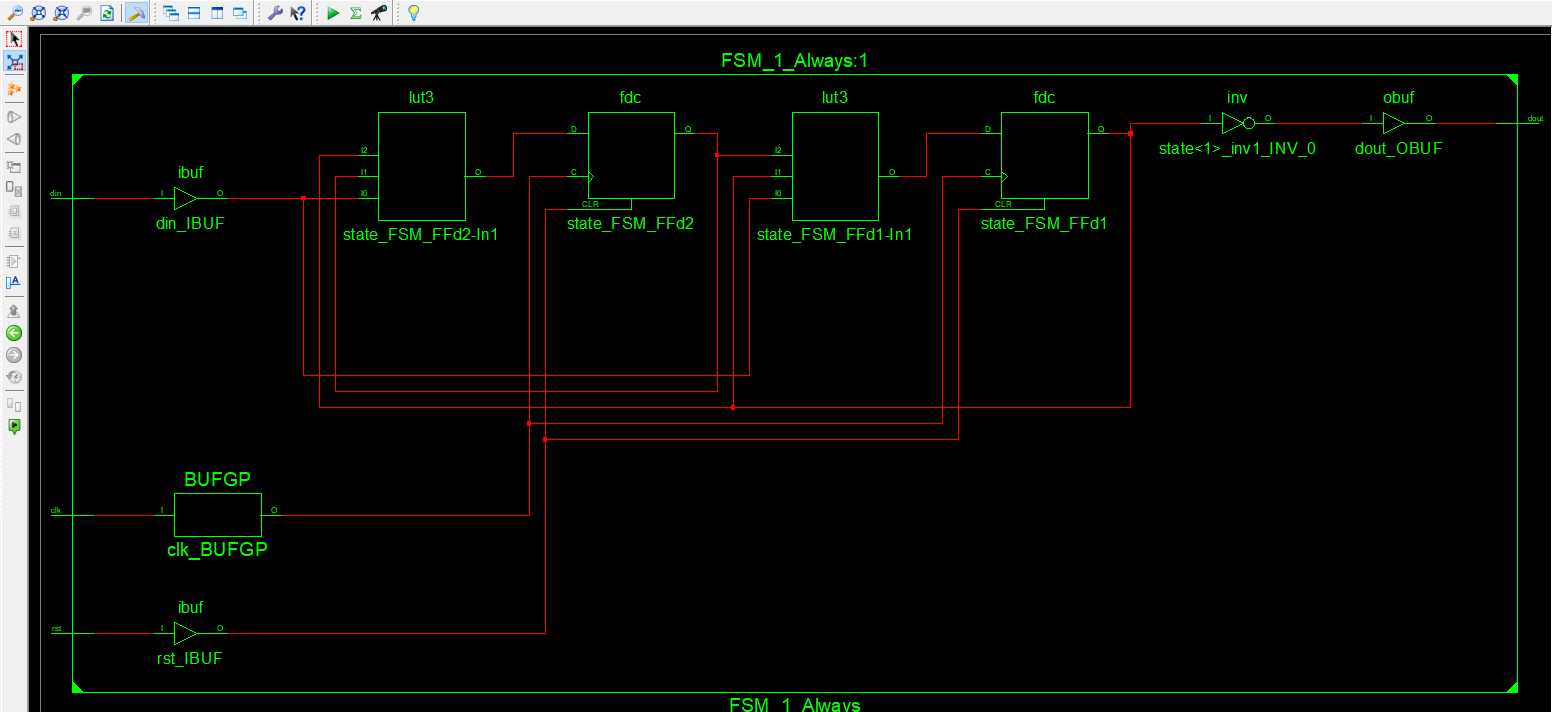 FSM_1_Always:1
lut3
fdc
lut3
fdc
inv
obuf
D
Q
D
Q
I
O
I
O
dout
I2
I2
state<1>_inv1_INV_0
dout_OBUF
ibuf
I1
O
C
I1
O
C
din
I
O
I0
I0
CLR
CLR
din_IBUF
state_FSM_FFd2-In1
state_FSM_FFd2
state_FSM_FFd1-In1
state_FSM_FFd1
BUFGP
clk
I
O
clk_BUFGP
ibuf
rst
I
O
rst_IBUF
FSM_1_Always